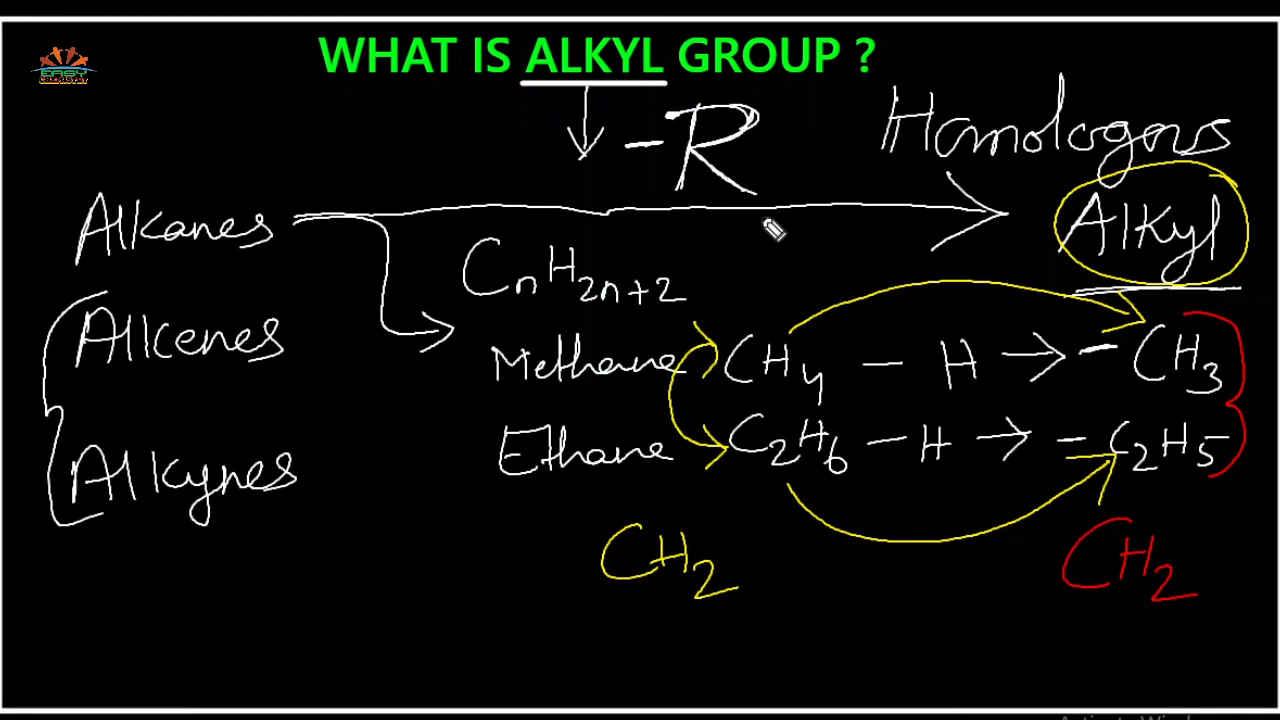 WHAT IS ALKYL GROUP ?
EASY
-R
Homologous
Alkanes
Alkyl
CnH2n+2
Alkenes
Methane CH4 - H → -CH3
Ethane C2H6 - H → -C2H5
Alkynes
CH2
CH2